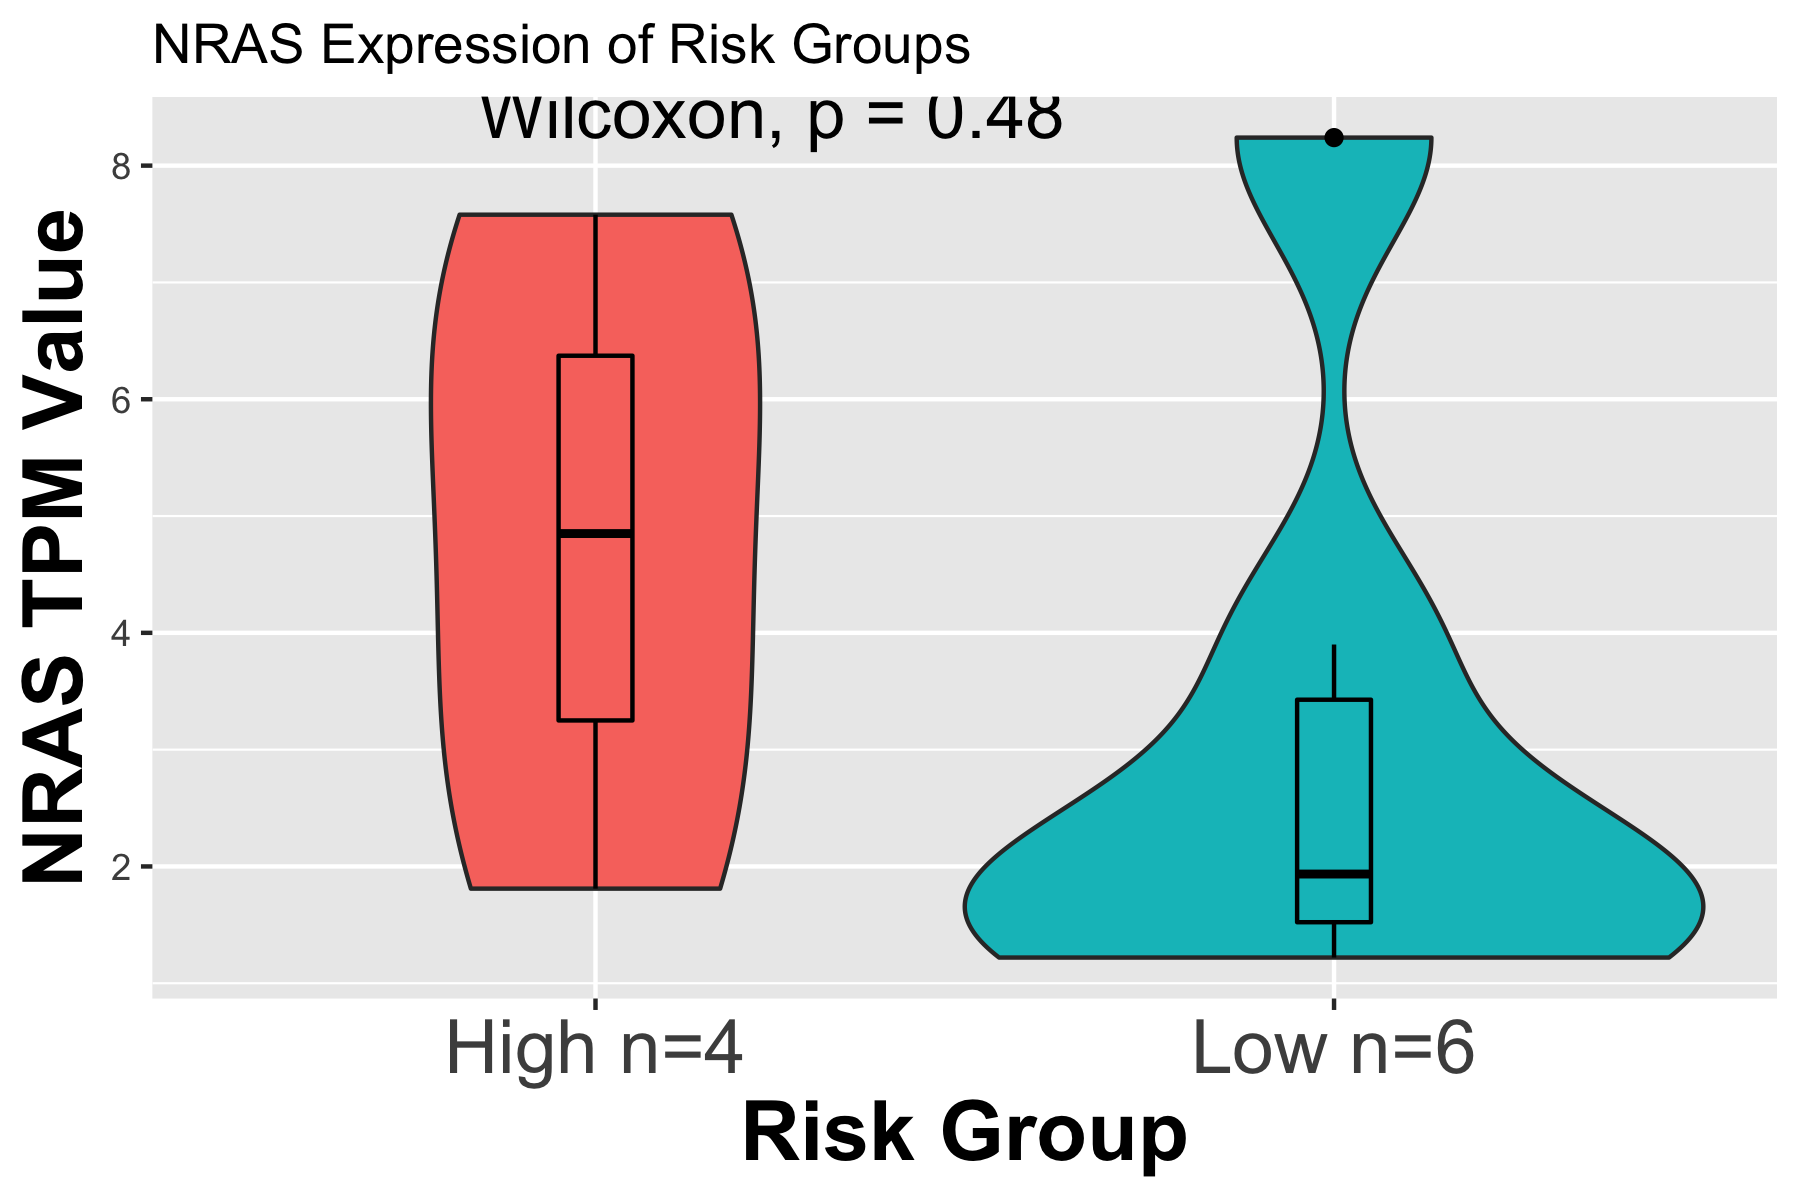 NRAS Expression of Risk Groups
Wilcoxon, p = 0.48
NRAS TPM Value
8
6
4
2
High n=4
Low n=6
Risk Group